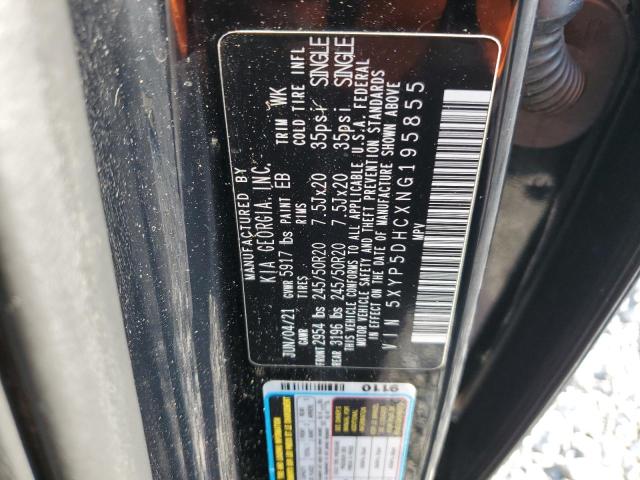 MANUFACTURED BY
KIA GEORGIA, INC.
JUN/04/21 GVWR 5917 lbs PAINT EB TRIM WK
GAWR TIRES RIMS COLD TIRE INFL
FRONT 2954 lbs 245/50R20 7.5Jx20 35psi SINGLE
REAR 3196 lbs 245/50R20 7.5Jx20 35psi SINGLE
THIS VEHICLE CONFORMS TO ALL APPLICABLE U.S.A. FEDERAL
MOTOR VEHICLE SAFETY AND THEFT PREVENTION STANDARDS
IN EFFECT ON THE DATE OF MANUFACTURE SHOWN ABOVE
VIN 5XYP5DHCXNG195855
MPV
9110